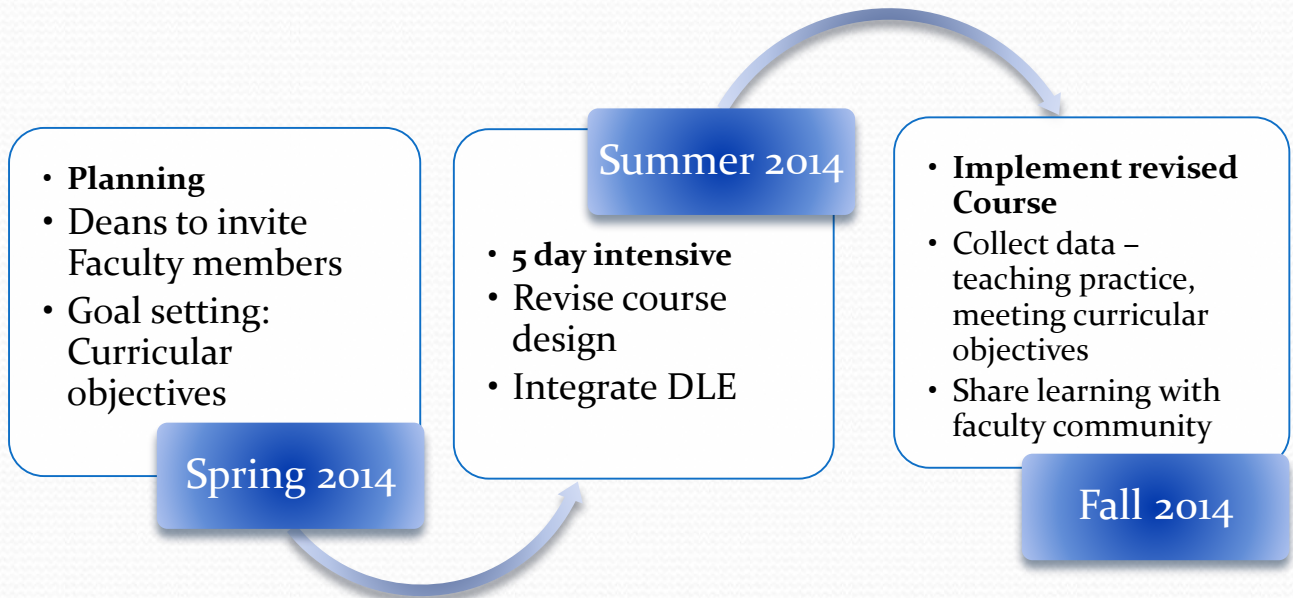 • Planning
• Deans to invite
Faculty members
• Goal setting:
Curricular
objectives
Spring 2014
Summer 2014
• 5 day intensive
• Revise course
design
• Integrate DLE
• Implement revised
Course
• Collect data –
teaching practice,
meeting curricular
objectives
• Share learning with
faculty community
Fall 2014